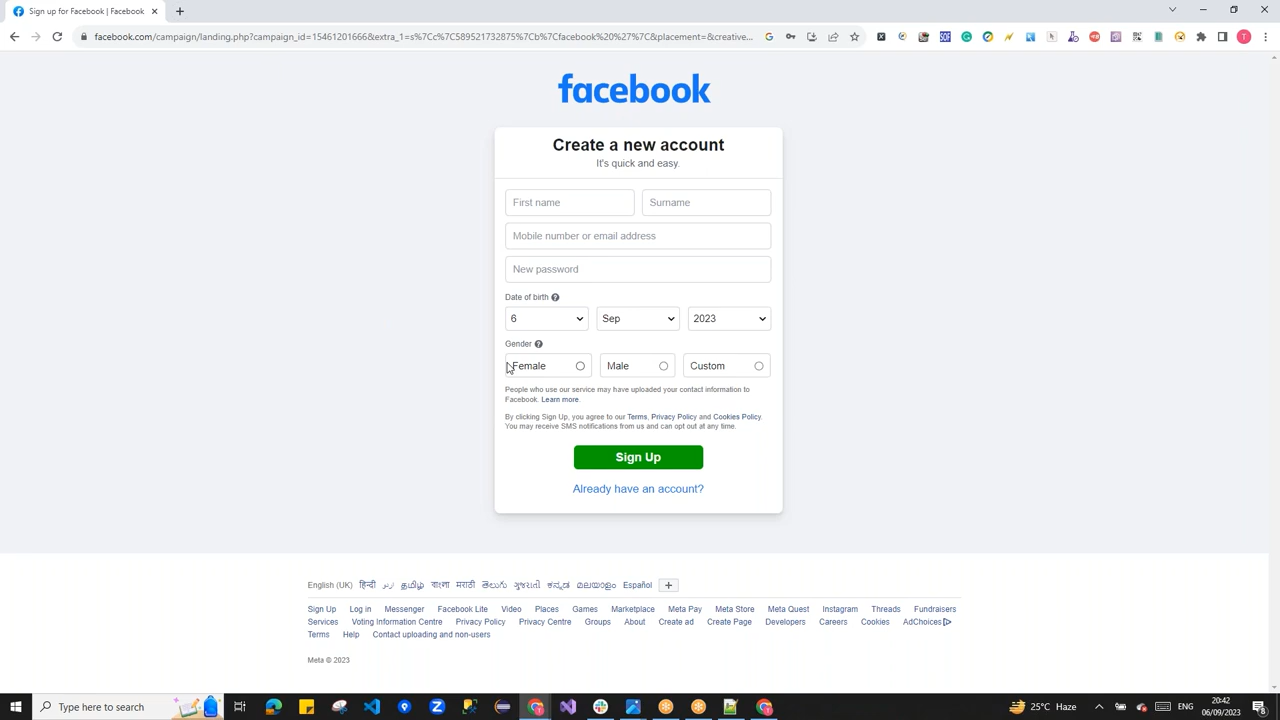 Sign up for Facebook | Facebook
facebook.com/campaign/landing.php?campaign_id=15461201666&extra_1=s%7Cc%7C589521732875%7Cb%7Cfacebook%20%27%7C&placement=&creative...
T
facebook
Create a new account
It's quick and easy.
First name Surname
Mobile number or email address
New password
Date of birth
6 Sep 2023
Gender
Female Male Custom
People who use our service may have uploaded your contact information to
Facebook. Learn more.
By clicking Sign Up, you agree to our Terms, Privacy Policy and Cookies Policy.
You may receive SMS notifications from us and can opt out at any time.
Sign Up
Already have an account?
English (UK) हिन्दी اردو தமிழ் বাংলা मराठी తెలుగు ગુજરાતી ಕನ್ನಡ മലയാളം Español
Sign Up Log in Messenger Facebook Lite Video Places Games Marketplace Meta Pay Meta Store Meta Quest Instagram Threads Fundraisers
Services Voting Information Centre Privacy Policy Privacy Centre Groups About Create ad Create Page Developers Careers Cookies AdChoices
Terms Help Contact uploading and non-users
Meta © 2023
Type here to search
25°C Haze
ENG
20:42
06/09/2023